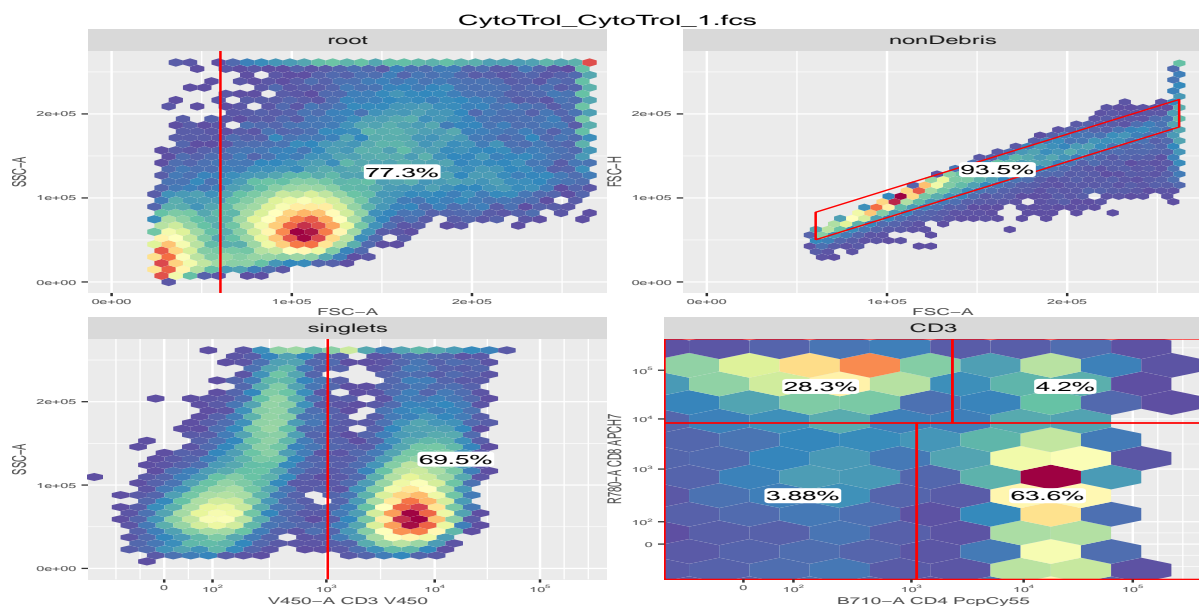 CytoTrol_CytoTrol_1.fcs
root
SSC-A
2e+05
1e+05
0e+00
77.3%
0e+00 1e+05 2e+05
FSC-A
nonDebris
FSC-H
2e+05
1e+05
0e+00
93.5%
0e+00 1e+05 2e+05
FSC-A
singlets
SSC-A
2e+05
1e+05
0e+00
69.5%
0 10² 10³ 10⁴ 10⁵
V450-A CD3 V450
CD3
R780-A CD8 APCH7
10⁵
10⁴
10³
10²
0
28.3% 4.2%
3.88% 63.6%
0 10² 10³ 10⁴ 10⁵
B710-A CD4 PcpCy55